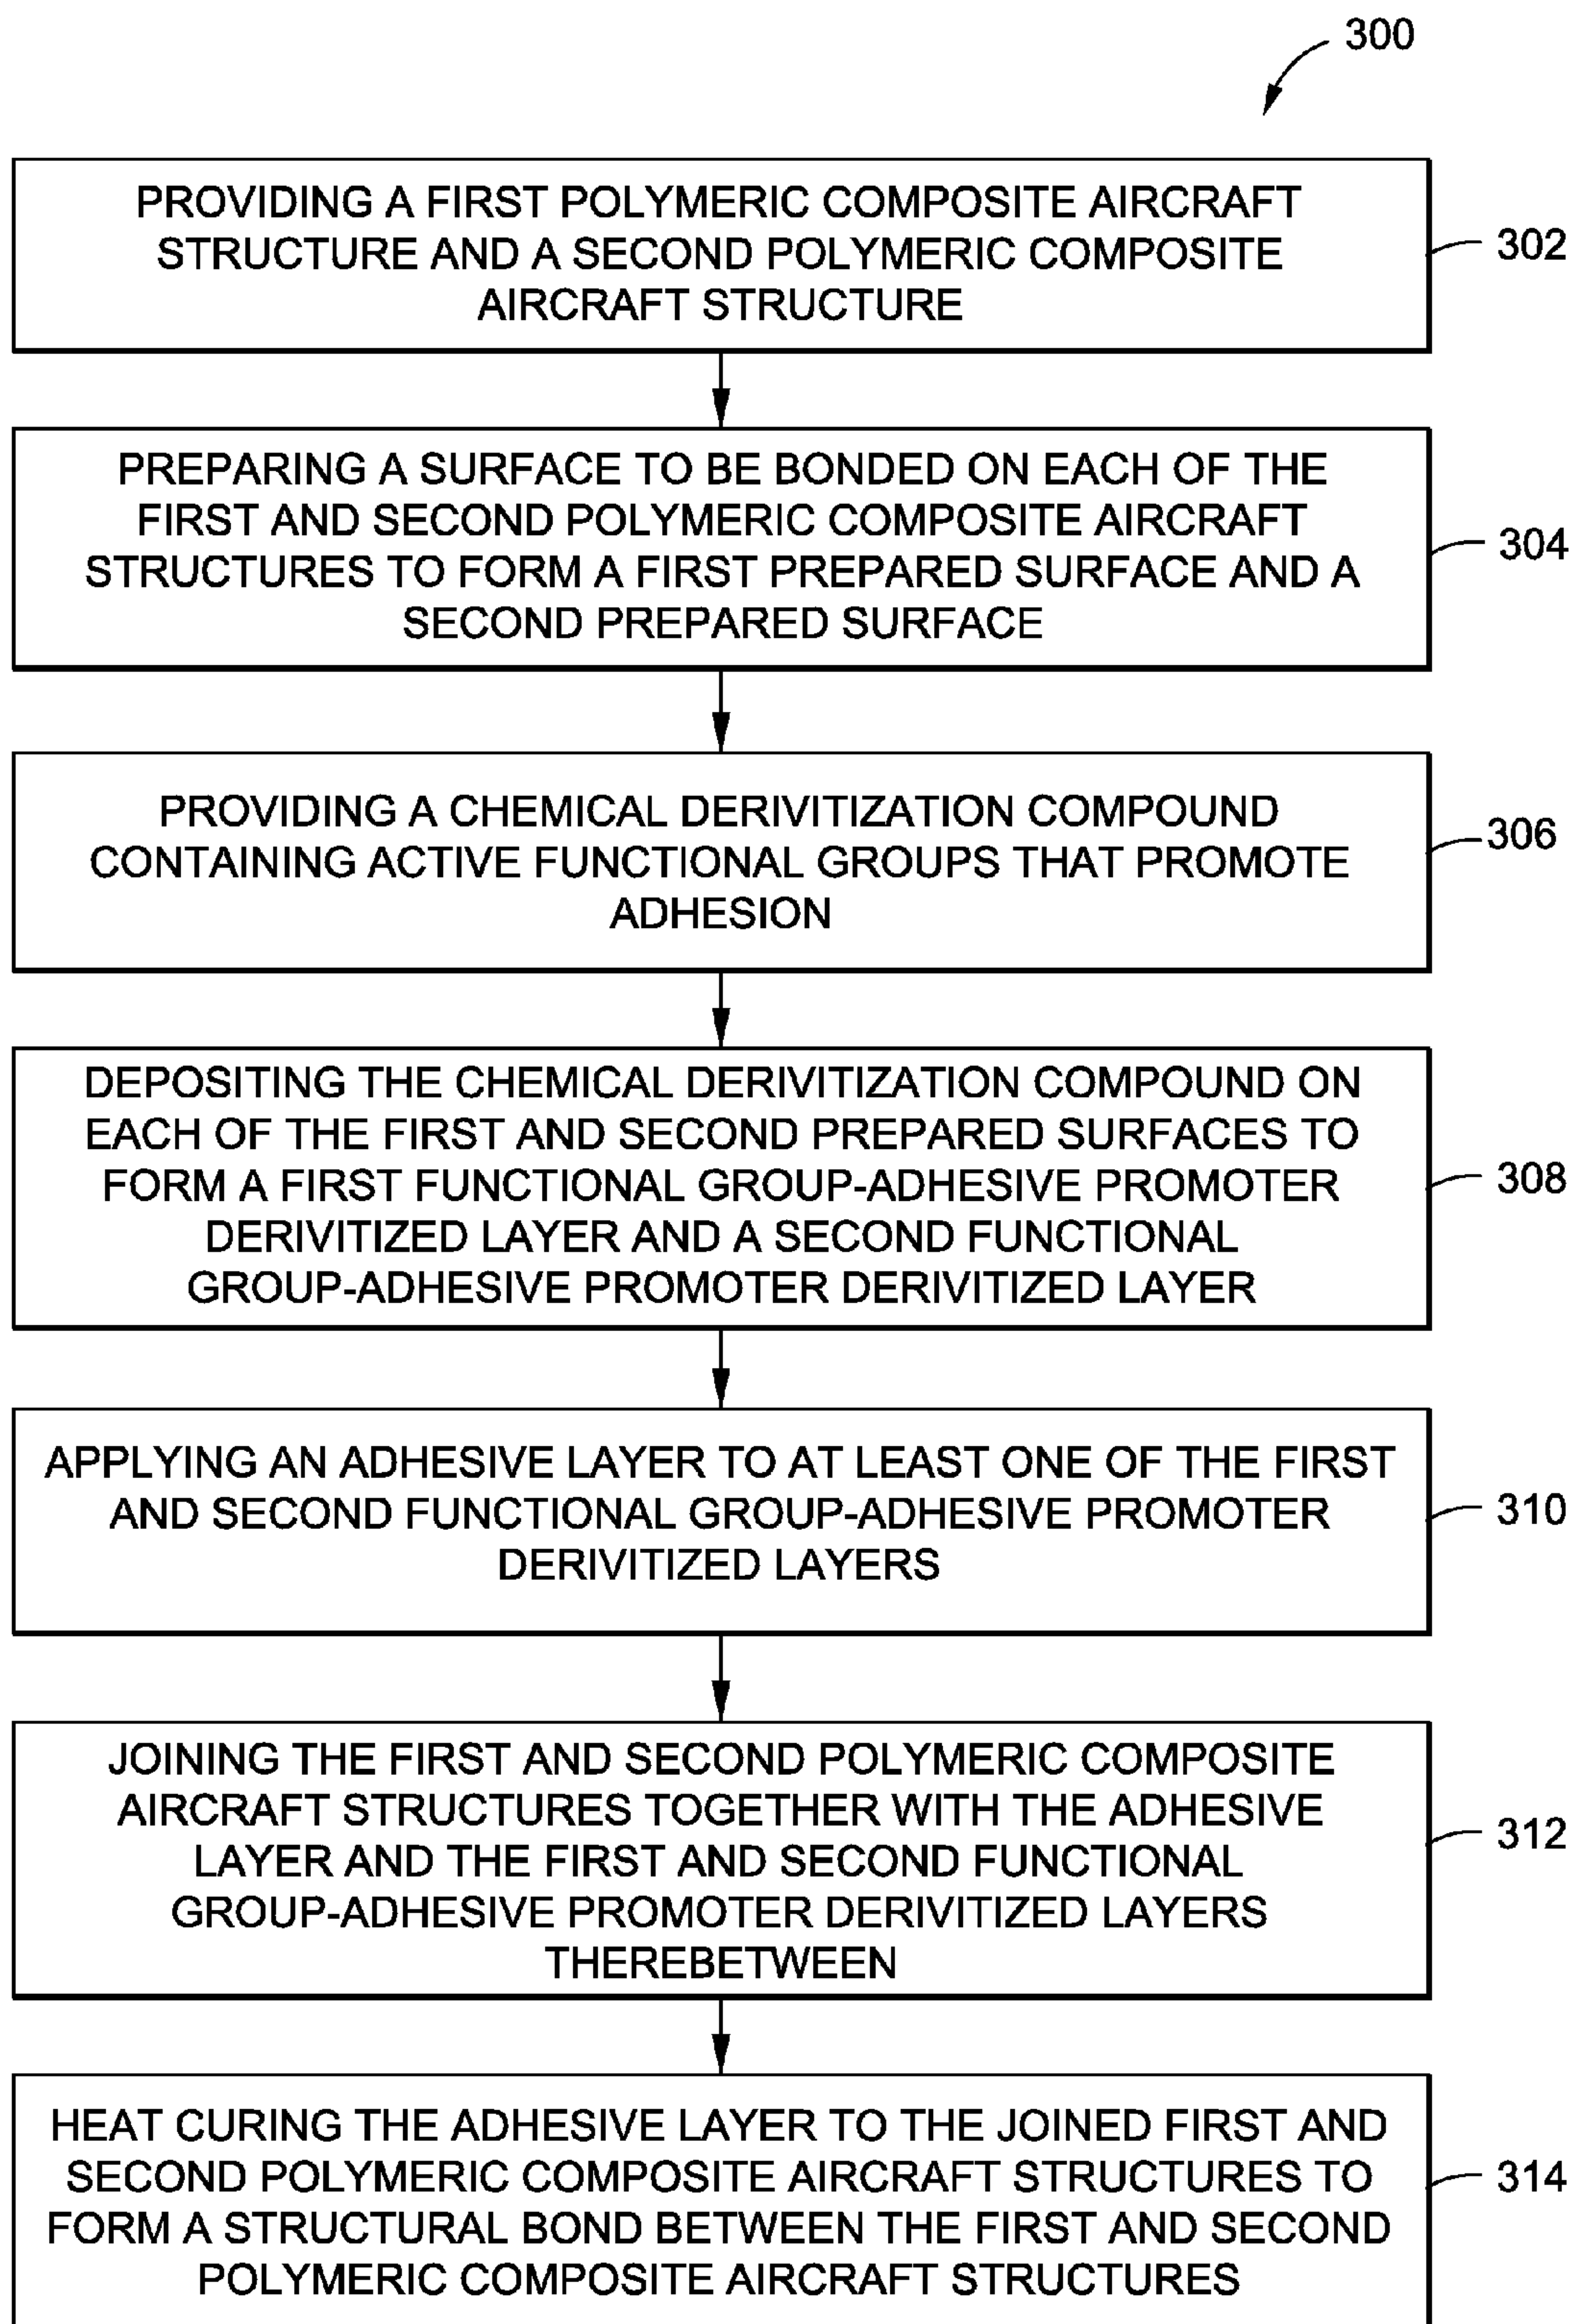 300
PROVIDING A FIRST POLYMERIC COMPOSITE AIRCRAFT
STRUCTURE AND A SECOND POLYMERIC COMPOSITE
AIRCRAFT STRUCTURE
302
PREPARING A SURFACE TO BE BONDED ON EACH OF THE
FIRST AND SECOND POLYMERIC COMPOSITE AIRCRAFT
STRUCTURES TO FORM A FIRST PREPARED SURFACE AND A
SECOND PREPARED SURFACE
304
PROVIDING A CHEMICAL DERIVITIZATION COMPOUND
CONTAINING ACTIVE FUNCTIONAL GROUPS THAT PROMOTE
ADHESION
306
DEPOSITING THE CHEMICAL DERIVITIZATION COMPOUND ON
EACH OF THE FIRST AND SECOND PREPARED SURFACES TO
FORM A FIRST FUNCTIONAL GROUP-ADHESIVE PROMOTER
DERIVITIZED LAYER AND A SECOND FUNCTIONAL
GROUP-ADHESIVE PROMOTER DERIVITIZED LAYER
308
APPLYING AN ADHESIVE LAYER TO AT LEAST ONE OF THE FIRST
AND SECOND FUNCTIONAL GROUP-ADHESIVE PROMOTER
DERIVITIZED LAYERS
310
JOINING THE FIRST AND SECOND POLYMERIC COMPOSITE
AIRCRAFT STRUCTURES TOGETHER WITH THE ADHESIVE
LAYER AND THE FIRST AND SECOND FUNCTIONAL
GROUP-ADHESIVE PROMOTER DERIVITIZED LAYERS
THEREBETWEEN
312
HEAT CURING THE ADHESIVE LAYER TO THE JOINED FIRST AND
SECOND POLYMERIC COMPOSITE AIRCRAFT STRUCTURES TO
FORM A STRUCTURAL BOND BETWEEN THE FIRST AND SECOND
POLYMERIC COMPOSITE AIRCRAFT STRUCTURES
314